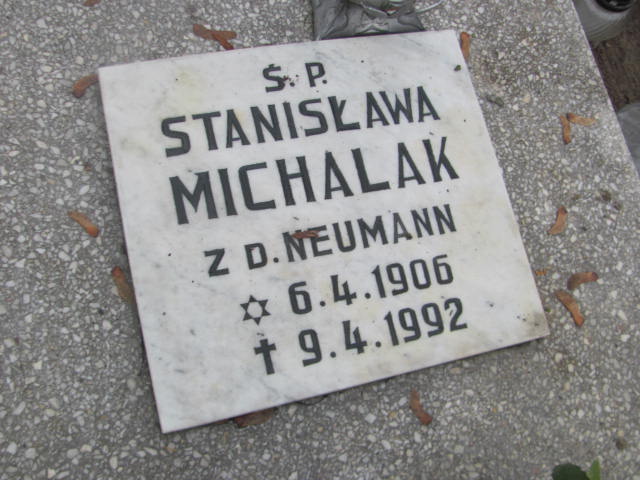 Ś.P.
STANISŁAWA
MICHALAK
Z D. NEUMANN
✡ 6.4.1906
✝ 9.4.1992